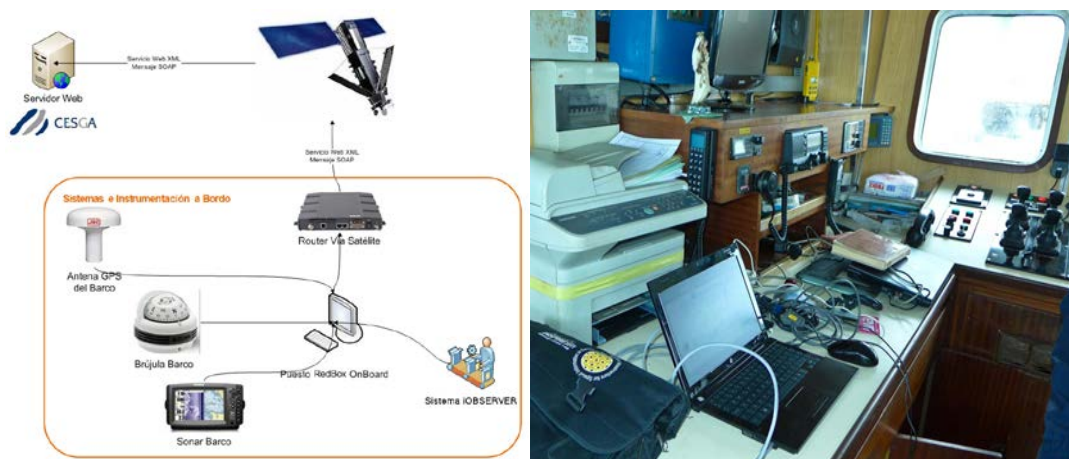 Servicio Web XML
Mensaje SOAP
Servidor Web
CESGA
Servicio Web XML
Mensaje SOAP
Sistemas e Instrumentación a Bordo
Router Vía Satélite
Antena GPS
del Barco
Brújula Barco
Puesto RedBox OnBoard
Sistema iOBSERVER
Sonar Barco